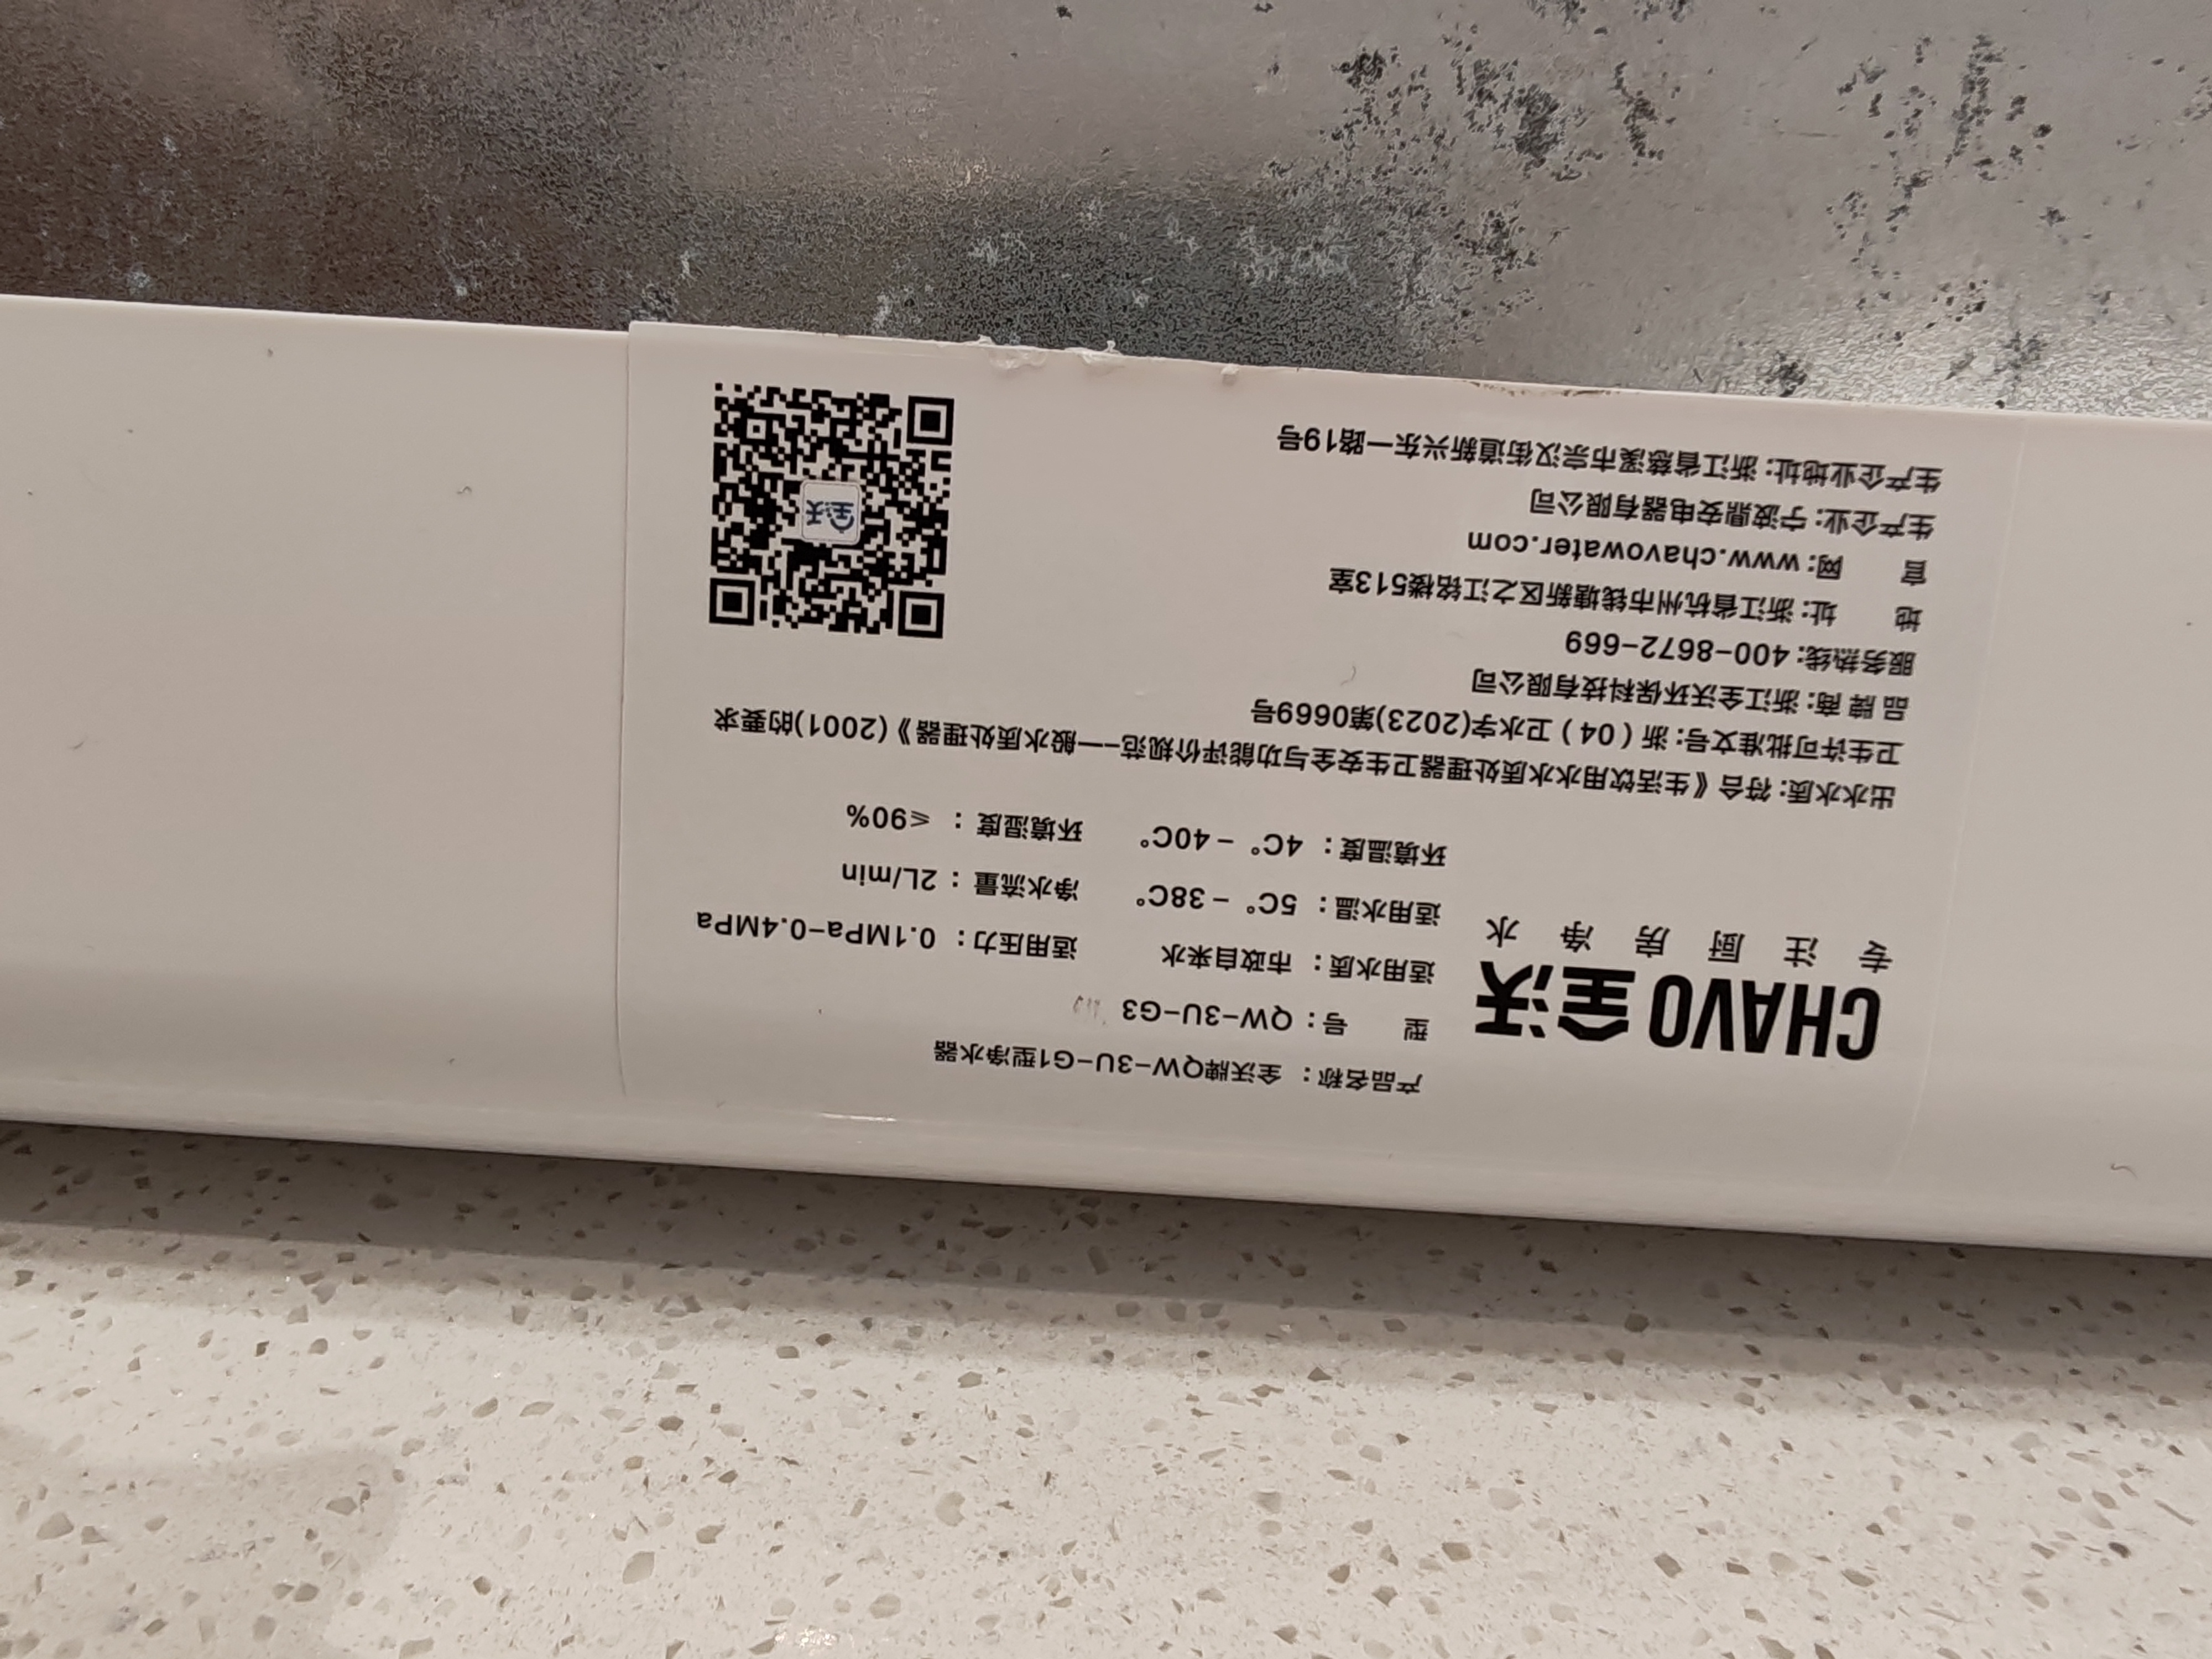 CHAVO 全沃
专注厨房净水
产品名称：全沃牌QW-3U-G1型净水器
型 号：QW-3U-G3
适用水质：市政自来水 适用压力：0.1MPa-0.4MPa
适用水温：5C°-38C° 净水流量：2L/min
环境温度：4C°-40C° 环境湿度：≤90%
出水水质：符合《生活饮用水水质处理器卫生安全与功能评价规范-一般水质处理器》(2001)的要求
卫生许可批准文号：浙（04）卫水字(2023)第0669号
品 牌 商：浙江全沃环保科技有限公司
服务热线：400-8672-669
地 址：浙江省杭州市钱塘新区之江铭楼513室
官 网：www.chavowater.com
生产企业：宁波鼎安电器有限公司
生产企业地址：浙江省慈溪市宗汉街道新兴东一路19号
全沃